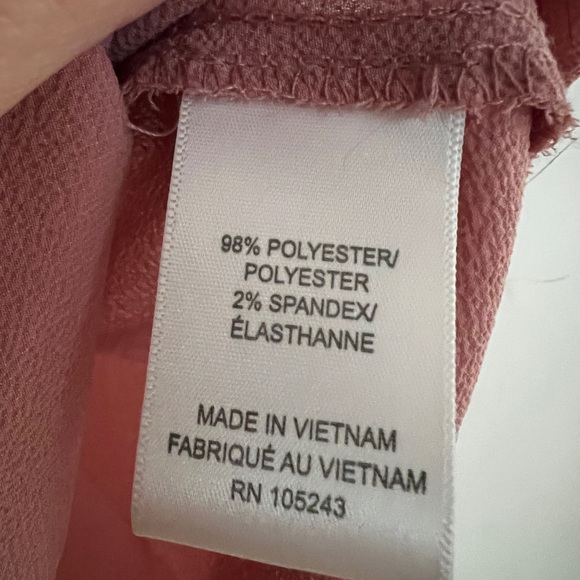 98% POLYESTER/
POLYESTER
2% SPANDEX/
ÉLASTHANNE
MADE IN VIETNAM
FABRIQUÉ AU VIETNAM
RN 105243